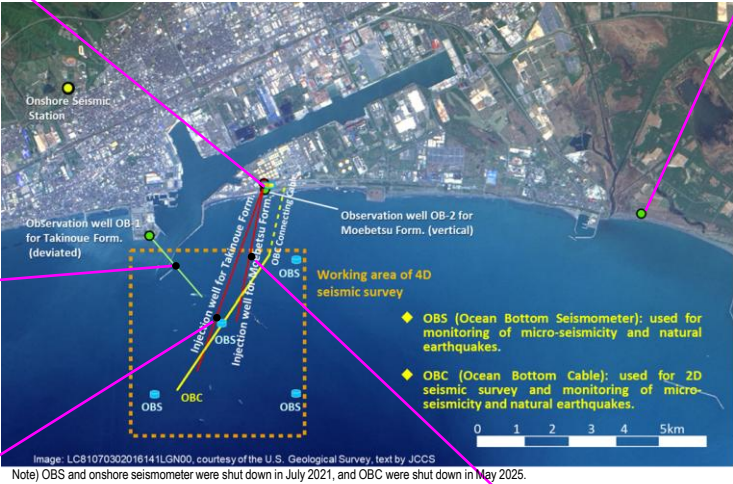 Onshore Seismic
Station
Observation well OB-1
for Takinoue Form.
(deviated)
Injection well for Takinoue Form.
Injection well for Moebetsu Form.
OBC Connecting Cable
Observation well OB-2 for
Moebetsu Form. (vertical)
OBS
Working area of 4D
seismic survey
OBS
◆ OBS (Ocean Bottom Seismometer): used for
monitoring of micro-seismicity and natural
earthquakes.
◆ OBC (Ocean Bottom Cable): used for 2D
seismic survey and monitoring of micro-
seismicity and natural earthquakes.
OBS
OBC
OBS
0 1 2 3 4 5km
Image: LC81070302016141LGN00, courtesy of the U.S. Geological Survey, text by JCCS
Note) OBS and onshore seismometer were shut down in July 2021, and OBC were shut down in May 2025.